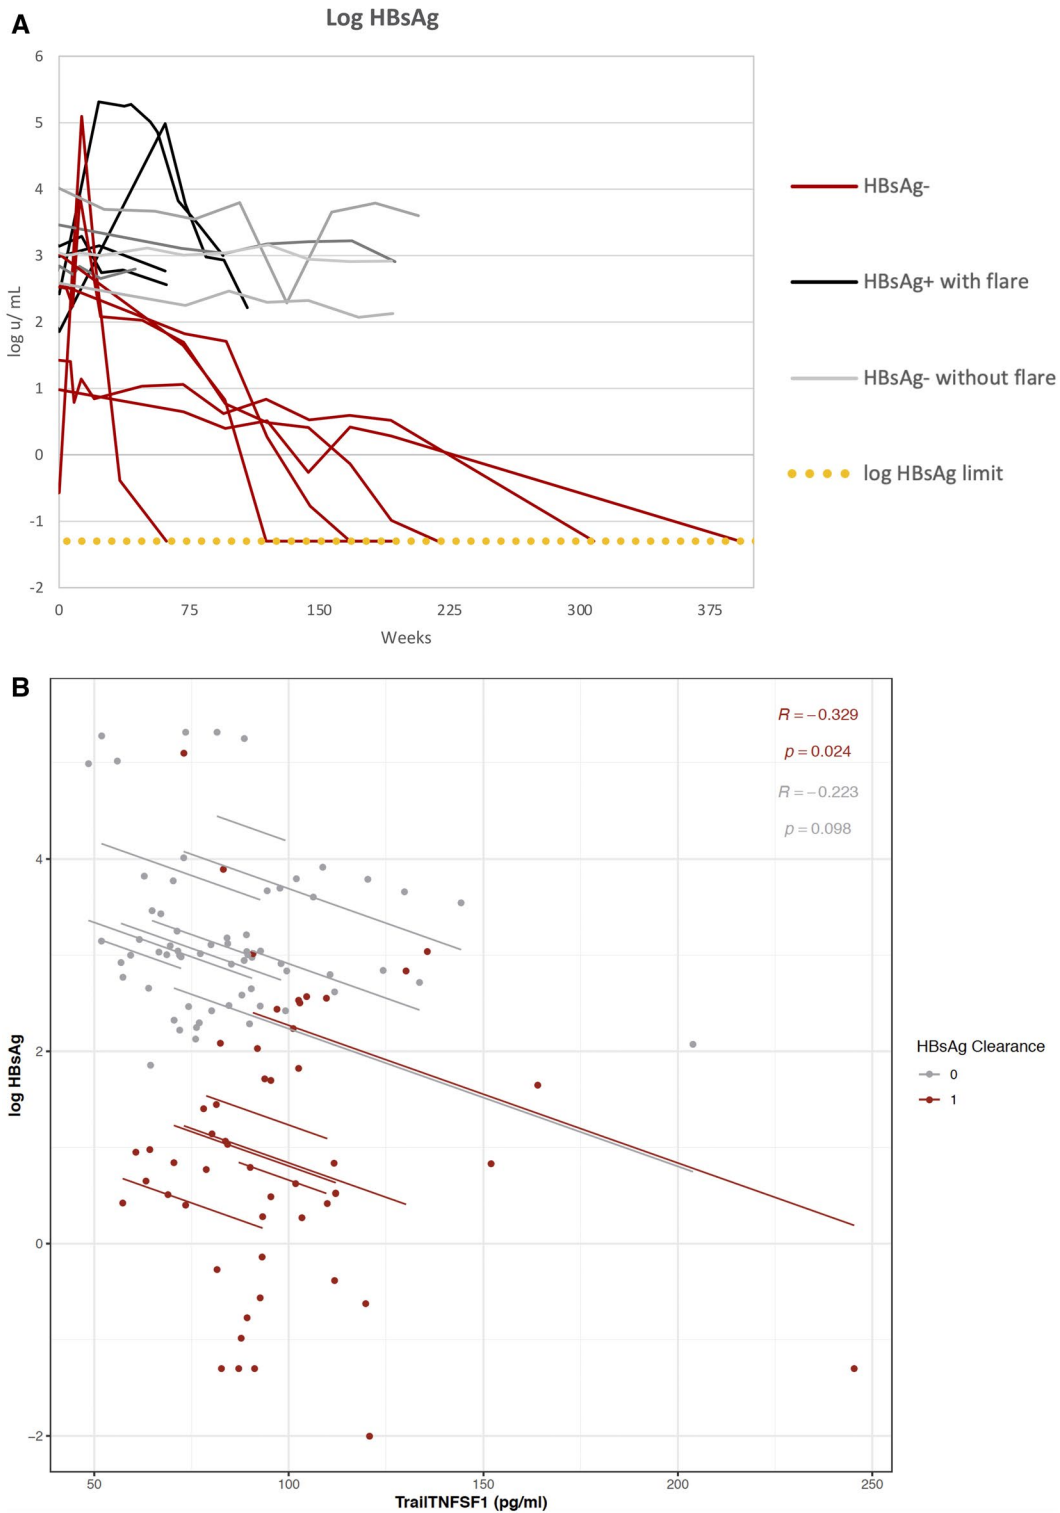 A
Log HBsAg
6
5
4
3
2
1
0
-1
-2
log u/ mL
0 75 150 225 300 375
Weeks
HBsAg-
HBsAg+ with flare
HBsAg- without flare
log HBsAg limit
B
R = −0.329
p = 0.024
R = −0.223
p = 0.098
4
2
0
−2
log HBsAg
50 100 150 200 250
TrailTNFSF1 (pg/ml)
HBsAg Clearance
0
1